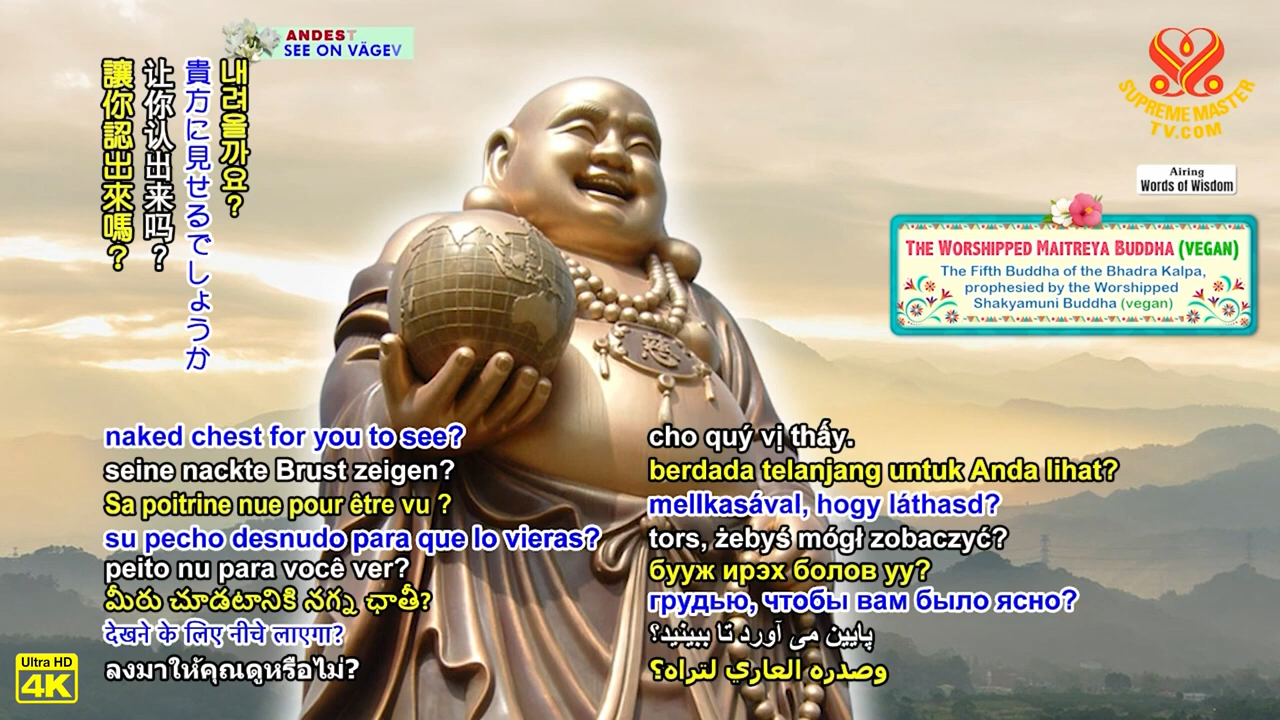 ANDEST
SEE ON VÄGEV
SUPREME MASTER
TV.COM
Airing
Words of Wisdom
THE WORSHIPPED MAITREYA BUDDHA (VEGAN)
The Fifth Buddha of the Bhadra Kalpa,
prophesied by the Worshipped
Shakyamuni Buddha (vegan)
내려올까요?
貴方に見せるでしょうか
让你认出来吗？
讓你認出來嗎？
慈
naked chest for you to see?
seine nackte Brust zeigen?
Sa poitrine nue pour être vu ?
su pecho desnudo para que lo vieras?
peito nu para você ver?
మీరు చూడటానికి నగ్న ఛాతీ?
देखने के लिए नीचे लाएगा?
ลงมาให้คุณดูหรือไม่?
cho quý vị thấy.
berdada telanjang untuk Anda lihat?
mellkasával, hogy láthasd?
tors, żebyś mógł zobaczyć?
бууж ирэх болов уу?
грудью, чтобы вам было ясно?
پایین می آورد تا ببینید؟
وصدره العاري لتراه؟
Ultra HD
4K